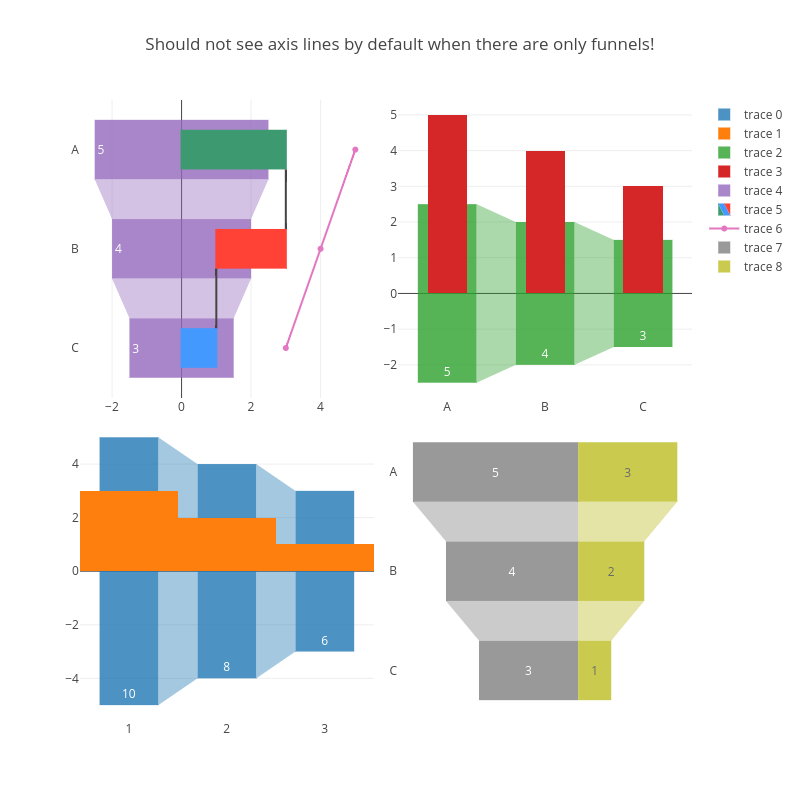 Should not see axis lines by default when there are only funnels!
A
B
C
5
4
3
−2
0
2
4
5
4
3
2
1
0
−1
−2
5
4
3
A
B
C
trace 0
trace 1
trace 2
trace 3
trace 4
trace 5
trace 6
trace 7
trace 8
4
2
0
−2
−4
10
8
6
1
2
3
A
B
C
5
3
4
2
3
1